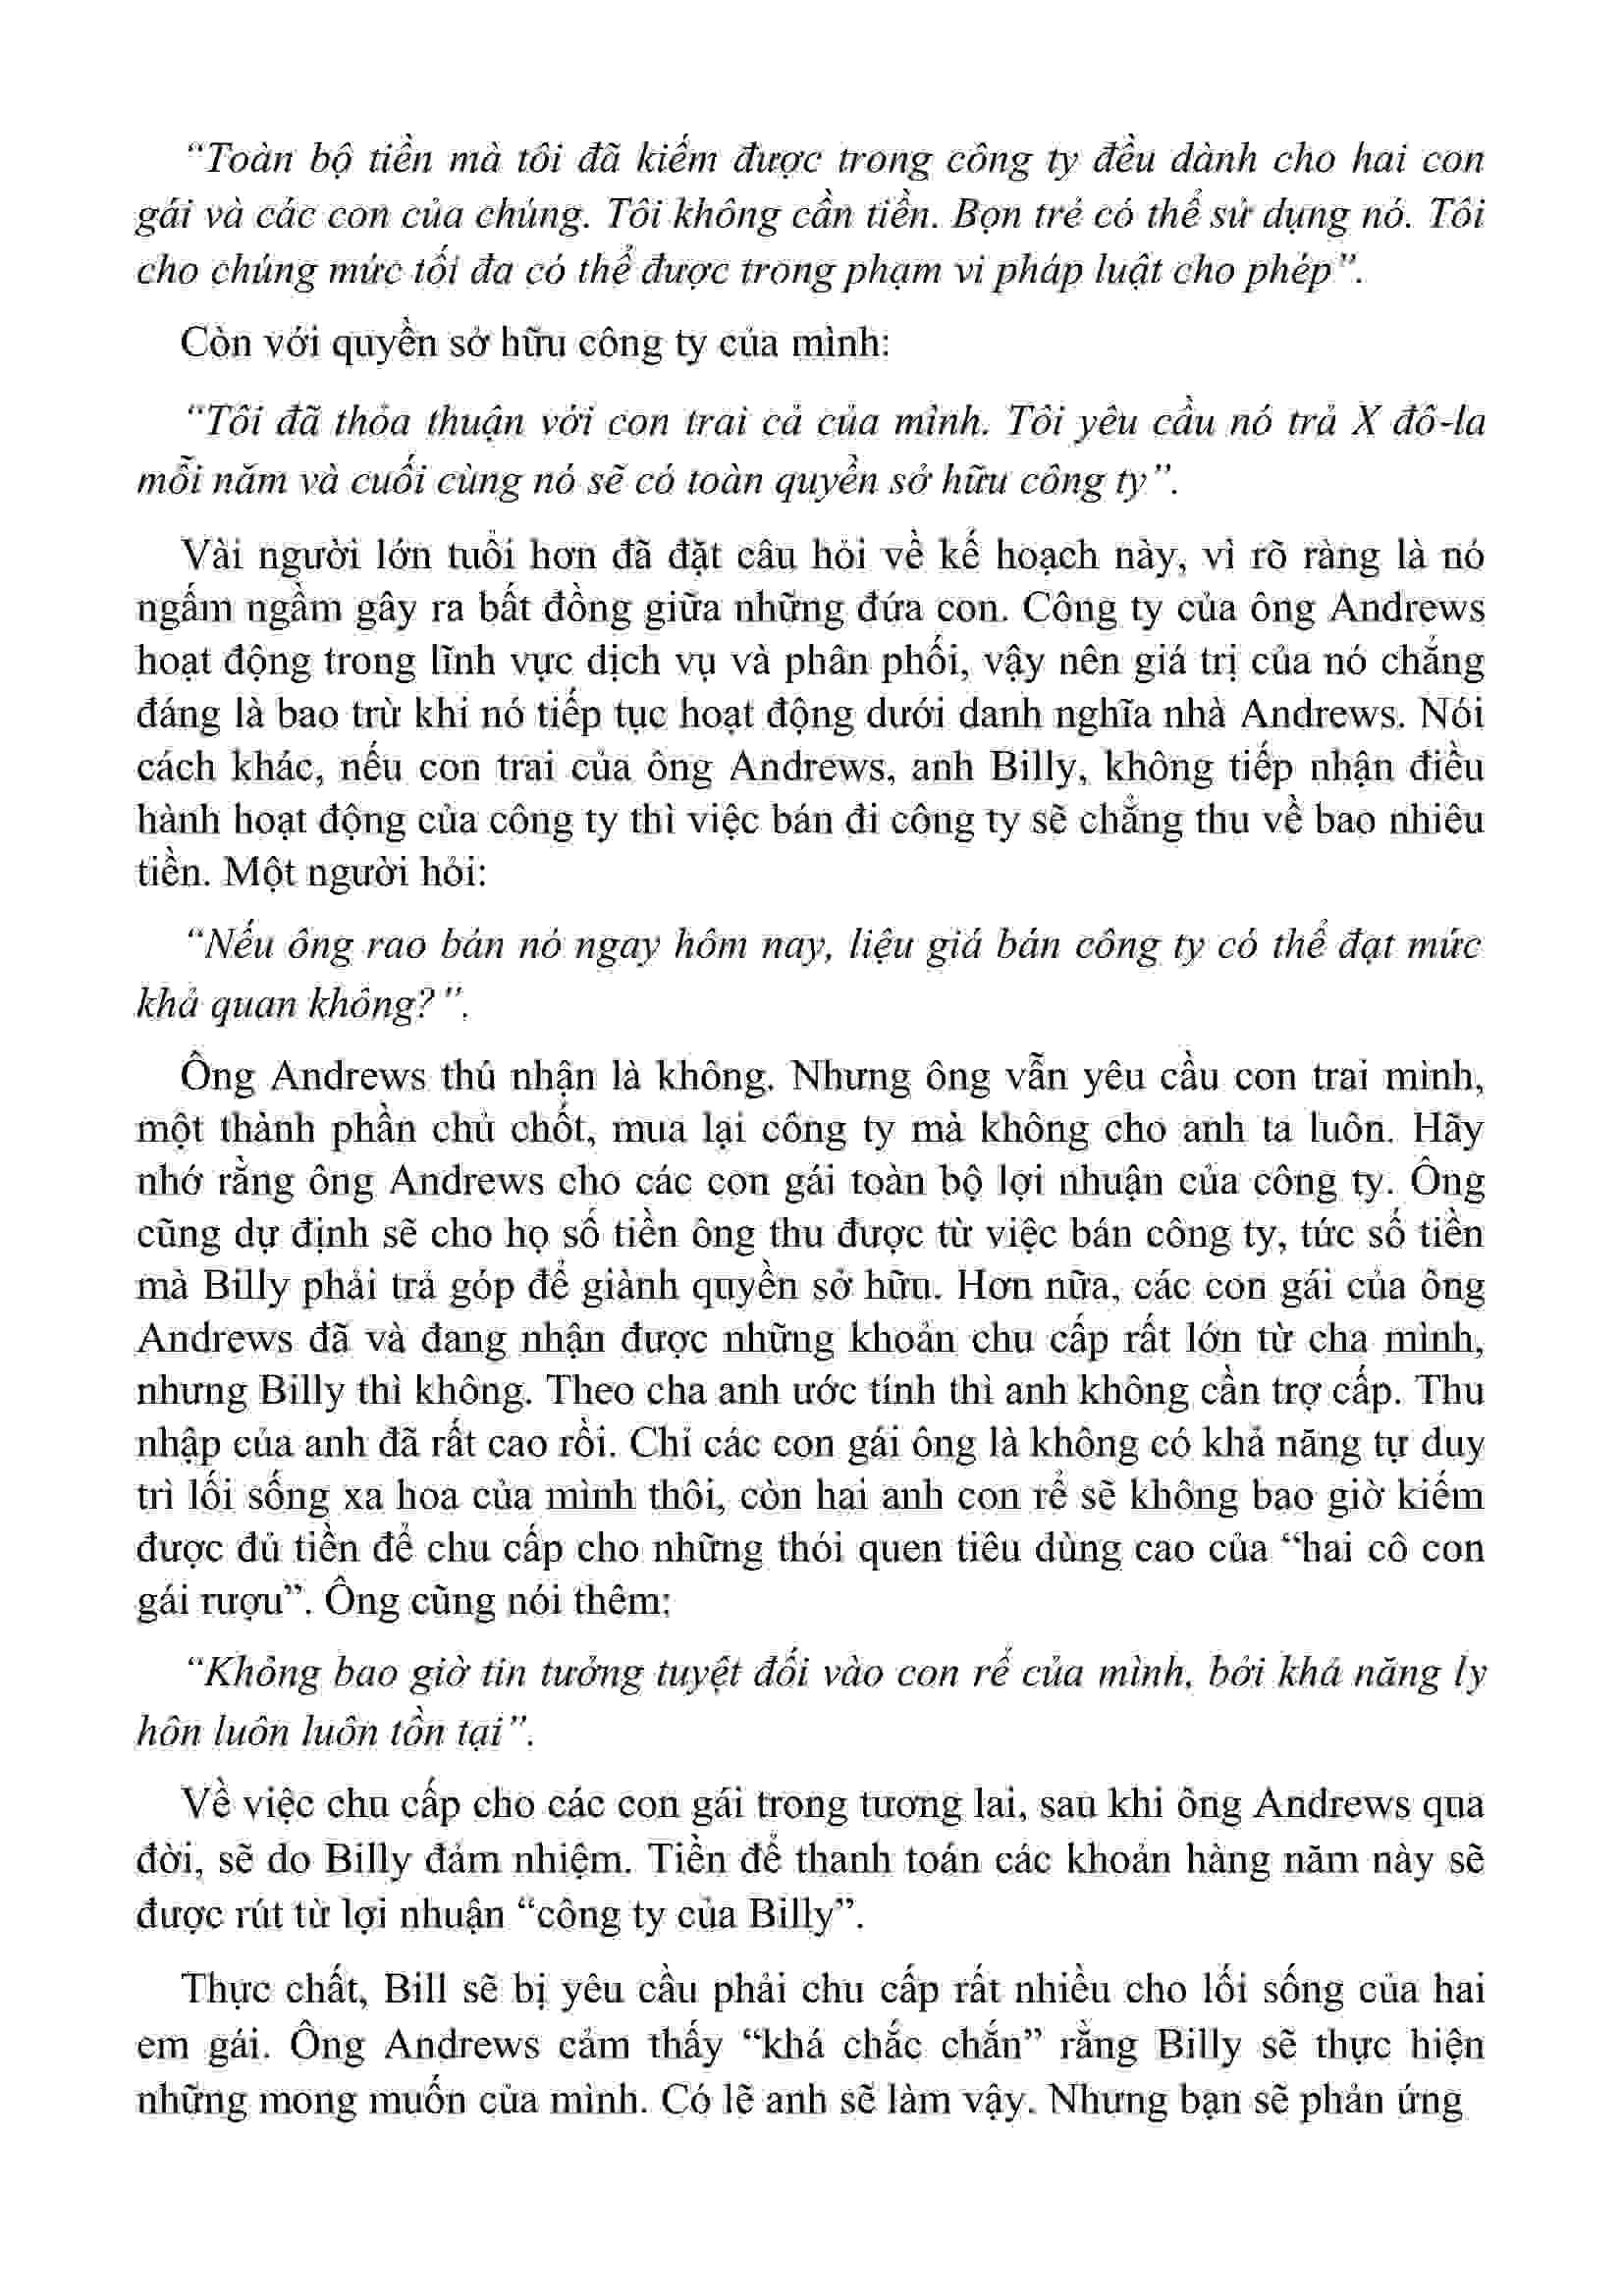 “Toàn bộ tiền mà tôi đã kiếm được trong công ty đều dành cho hai con
gái và các con của chúng. Tôi không cần tiền. Bọn trẻ có thể sử dụng nó. Tôi
cho chúng mức tối đa có thể được trong phạm vi pháp luật cho phép”.
Còn với quyền sở hữu công ty của mình:
“Tôi đã thỏa thuận với con trai cả của mình. Tôi yêu cầu nó trả X đô-la
mỗi năm và cuối cùng nó sẽ có toàn quyền sở hữu công ty”.
Vài người lớn tuổi hơn đã đặt câu hỏi về kế hoạch này, vì rõ ràng là nó
ngấm ngầm gây ra bất đồng giữa những đứa con. Công ty của ông Andrews
hoạt động trong lĩnh vực dịch vụ và phân phối, vậy nên giá trị của nó chẳng
đáng là bao trừ khi nó tiếp tục hoạt động dưới danh nghĩa nhà Andrews. Nói
cách khác, nếu con trai của ông Andrews, anh Billy, không tiếp nhận điều
hành hoạt động của công ty thì việc bán đi công ty sẽ chẳng thu về bao nhiêu
tiền. Một người hỏi:
“Nếu ông rao bán nó ngay hôm nay, liệu giá bán công ty có thể đạt mức
khả quan không?”.
Ông Andrews thú nhận là không. Nhưng ông vẫn yêu cầu con trai mình,
một thành phần chủ chốt, mua lại công ty mà không cho anh ta luôn. Hãy
nhớ rằng ông Andrews cho các con gái toàn bộ lợi nhuận của công ty. Ông
cũng dự định sẽ cho họ số tiền ông thu được từ việc bán công ty, tức số tiền
mà Billy phải trả góp để giành quyền sở hữu. Hơn nữa, các con gái của ông
Andrews đã và đang nhận được những khoản chu cấp rất lớn từ cha mình,
nhưng Billy thì không. Theo cha anh ước tính thì anh không cần trợ cấp. Thu
nhập của anh đã rất cao rồi. Chỉ các con gái ông là không có khả năng tự duy
trì lối sống xa hoa của mình thôi, còn hai anh con rể sẽ không bao giờ kiếm
được đủ tiền để chu cấp cho những thói quen tiêu dùng cao của “hai cô con
gái rượu”. Ông cũng nói thêm:
“Không bao giờ tin tưởng tuyệt đối vào con rể của mình, bởi khả năng ly
hôn luôn luôn tồn tại”.
Về việc chu cấp cho các con gái trong tương lai, sau khi ông Andrews qua
đời, sẽ do Billy đảm nhiệm. Tiền để thanh toán các khoản hàng năm này sẽ
được rút từ lợi nhuận “công ty của Billy”.
Thực chất, Bill sẽ bị yêu cầu phải chu cấp rất nhiều cho lối sống của hai
em gái. Ông Andrews cảm thấy “khá chắc chắn” rằng Billy sẽ thực hiện
những mong muốn của mình. Có lẽ anh sẽ làm vậy. Nhưng bạn sẽ phản ứng